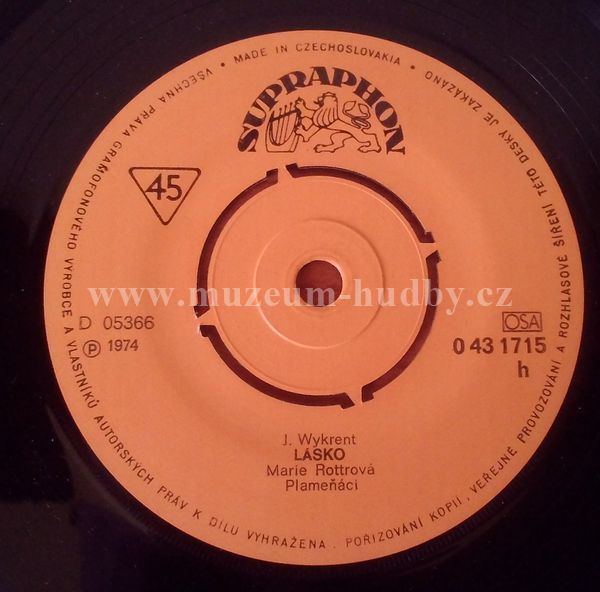 VŠECHNA PRÁVA GRAMOFONOVÉHO VÝROBCE A VLASTNÍKŮ AUTORSKÝCH PRÁV K DÍLU VYHRAŽENA . POŘIZOVÁNÍ KOPIÍ, VEŘEJNÉ PROVOZOVÁNÍ A ROZHLASOVÉ ŠÍŘENÍ TÉTO DESKY JE ZAKÁZÁNO
• MADE IN CZECHOSLOVAKIA •
SUPRAPHON
45
www.muzeum-hudby.cz
D 05366
Ⓟ 1974
OSA
0 43 1715
h
J. Wykrent
LÁSKO
Marie Rottrová
Plameňáci